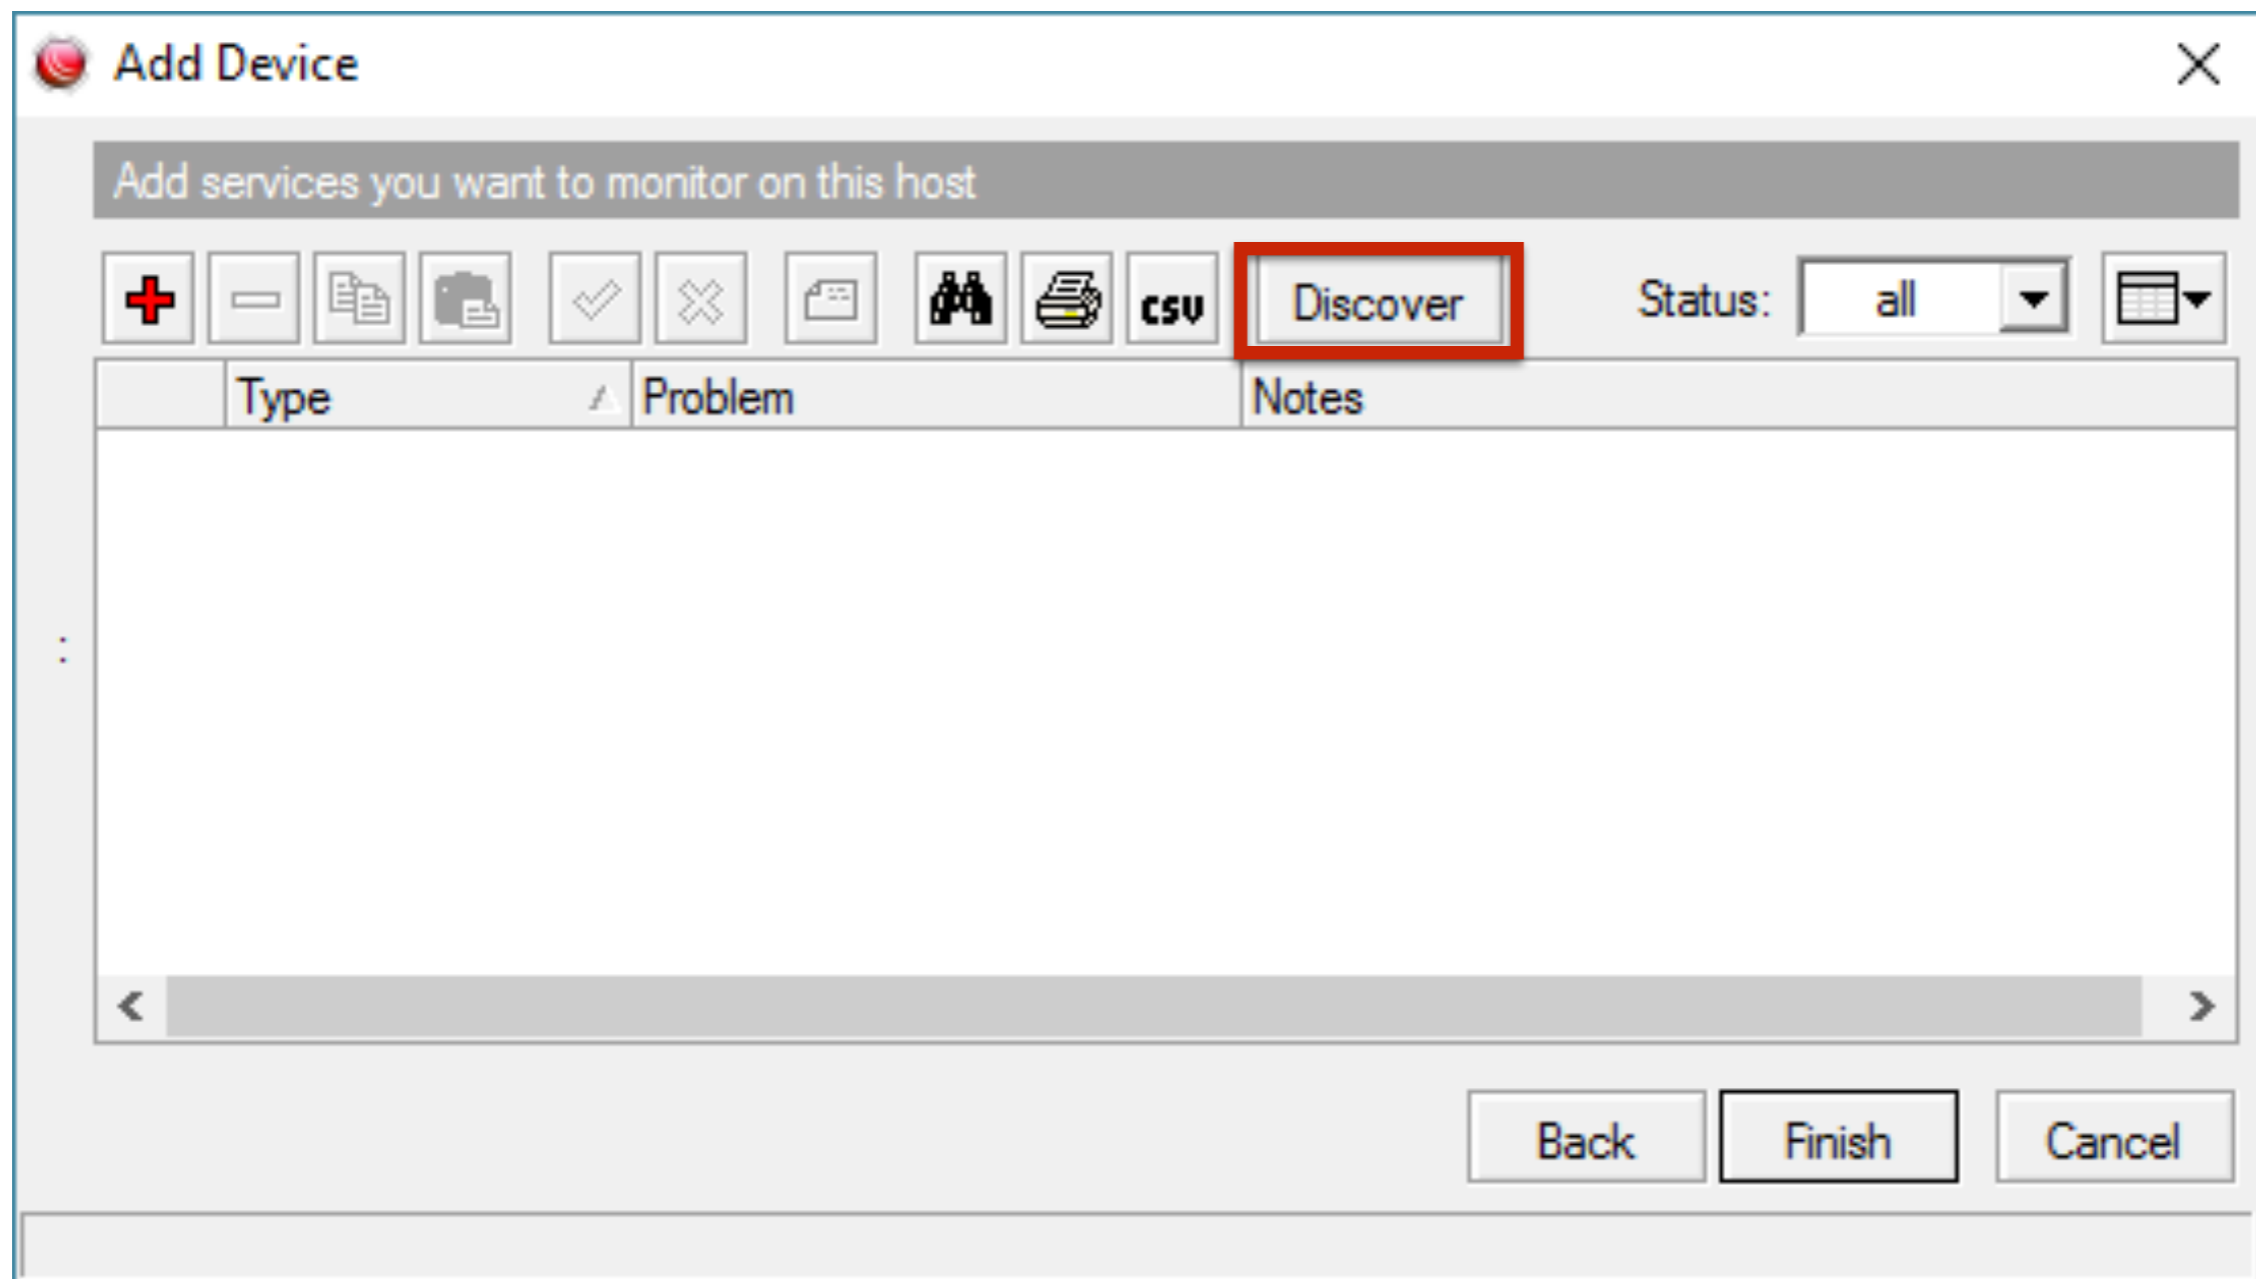 Add Device
Add services you want to monitor on this host
csv Discover Status: all
Type Problem Notes
:
Back Finish Cancel